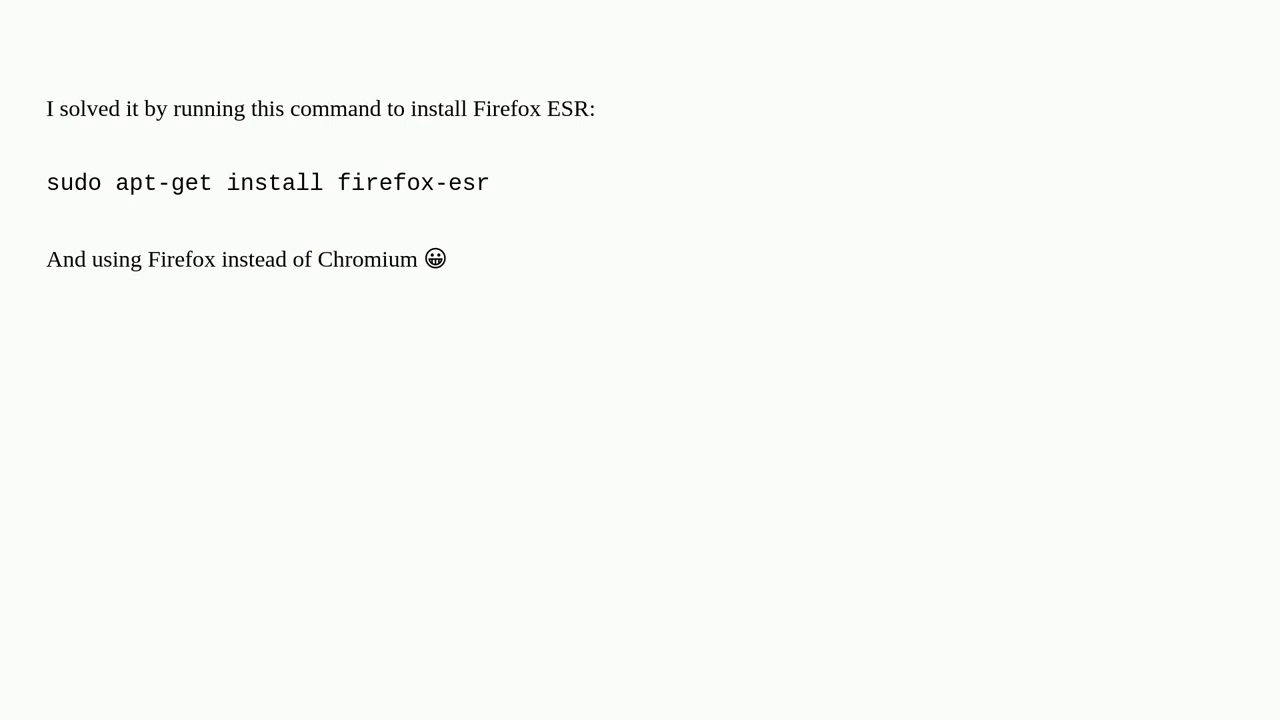 I solved it by running this command to install Firefox ESR:
sudo apt-get install firefox-esr
And using Firefox instead of Chromium 😀